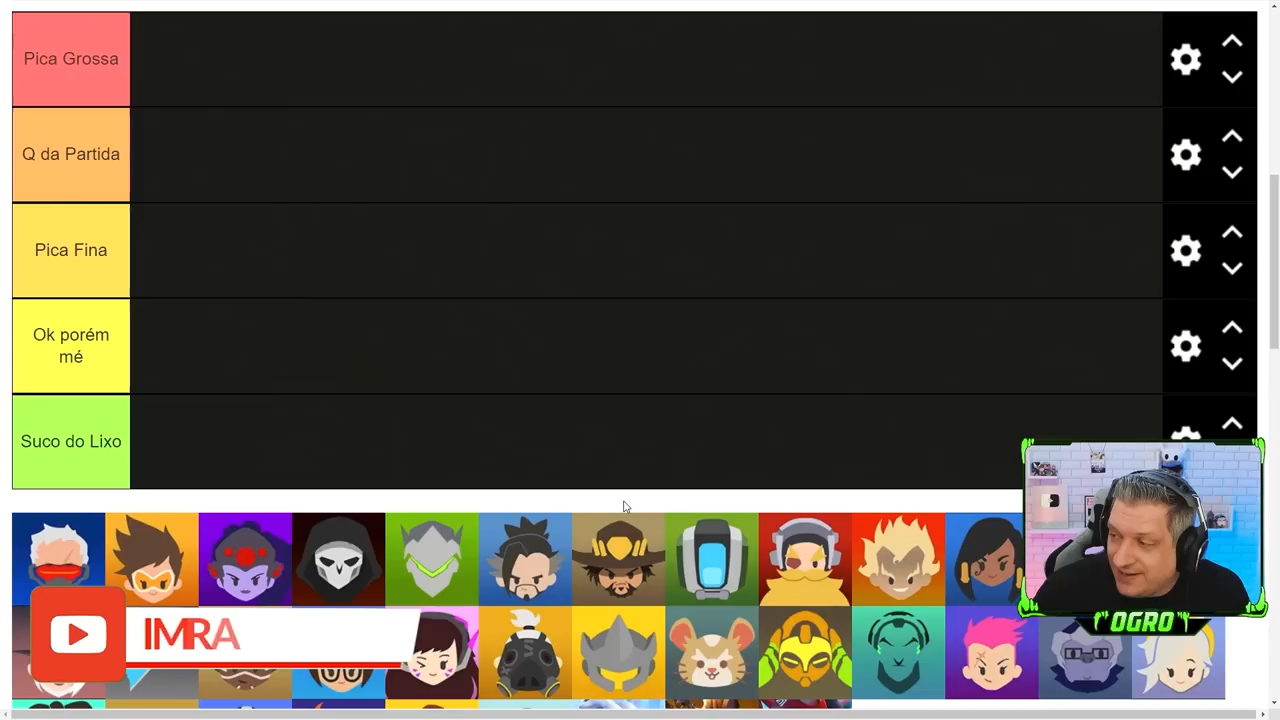 Pica Grossa
Q da Partida
Pica Fina
Ok porém
mé
Suco do Lixo
IMRA
OGRO